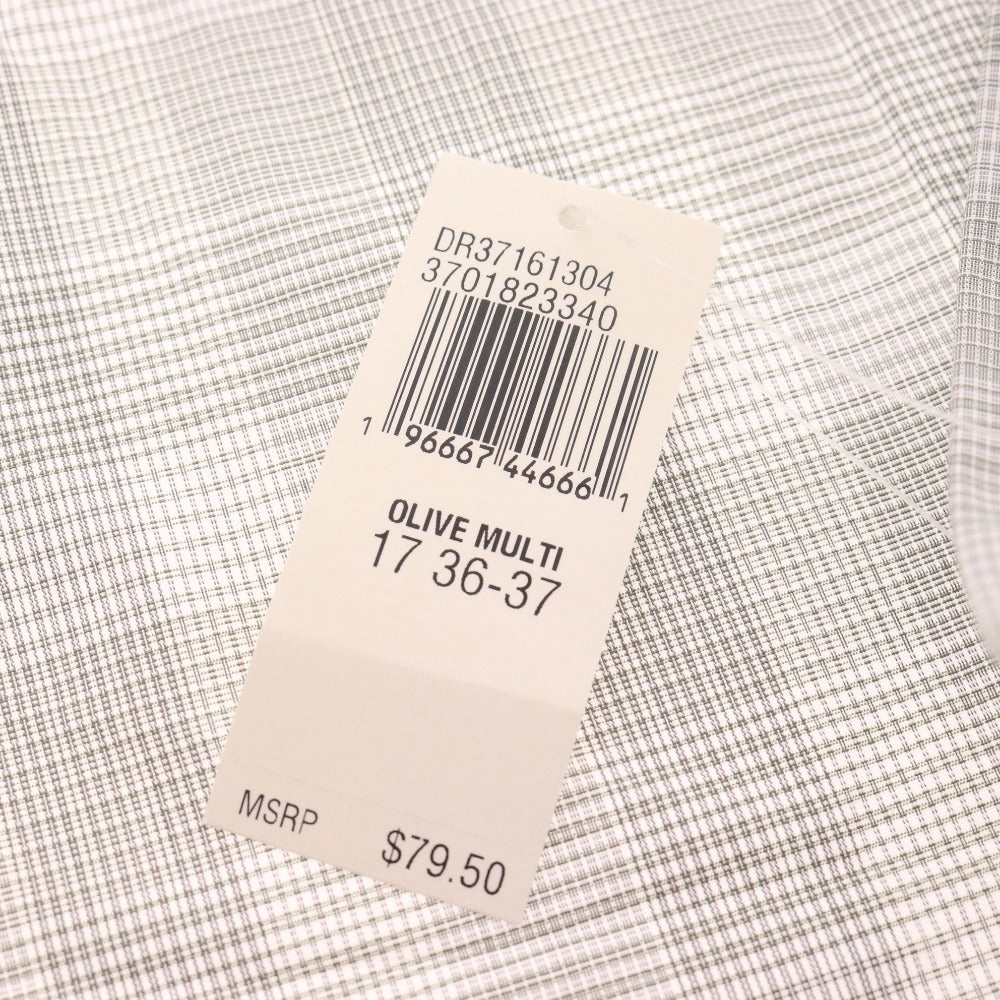 DR37161304
3701823340
1 96667 44666 1
OLIVE MULTI
17 36-37
MSRP $79.50